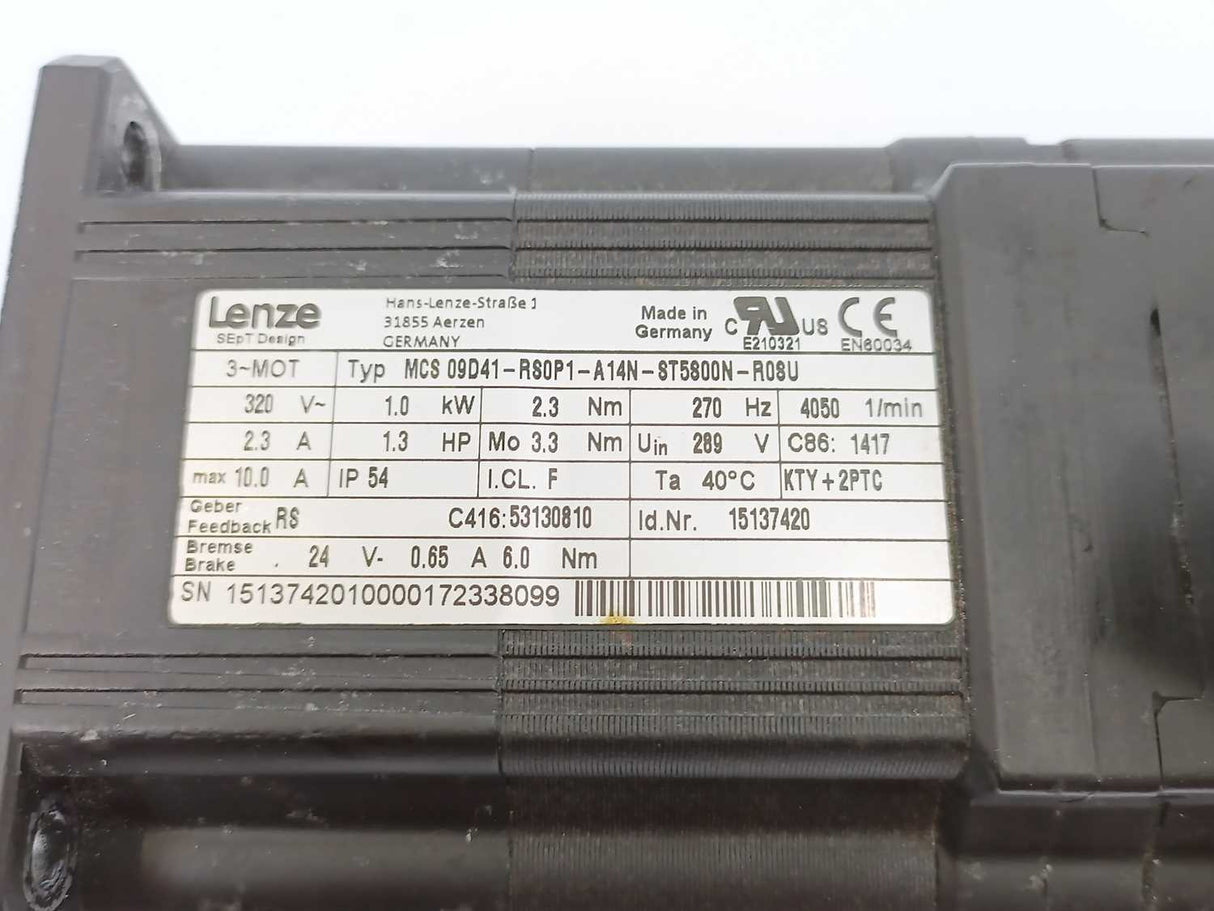 Lenze
SEpT Design
Hans-Lenze-Straße 1
31855 Aerzen
GERMANY
Made in
Germany
c RU US CE
E210321 EN60034
3~MOT Typ MCS 09D41-RS0P1-A14N-ST5S00N-R0SU
320 V~ 1.0 kW 2.3 Nm 270 Hz 4050 1/min
2.3 A 1.3 HP Mo 3.3 Nm Uin 289 V C86: 1417
max 10.0 A IP 54 I.CL. F Ta 40°C KTY+2PTC
Geber
Feedback RS C416:53130810 Id.Nr. 15137420
Bremse
Brake . 24 V- 0.65 A 6.0 Nm
SN 1513742010000172338099